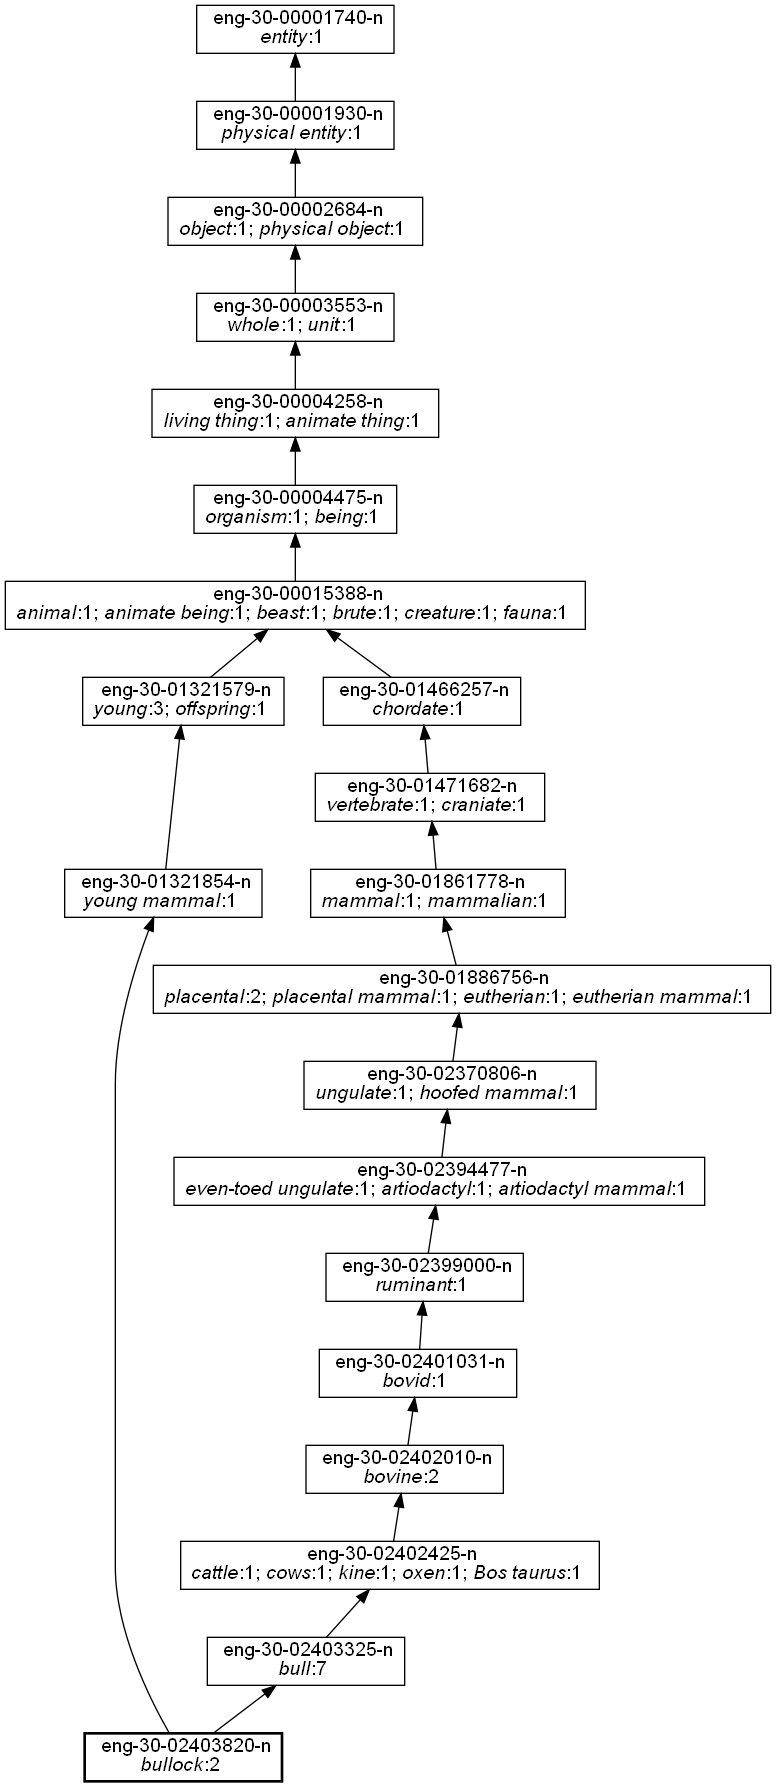 eng-30-00001740-n
entity:1
eng-30-00001930-n
physical entity:1
eng-30-00002684-n
object:1; physical object:1
eng-30-00003553-n
whole:1; unit:1
eng-30-00004258-n
living thing:1; animate thing:1
eng-30-00004475-n
organism:1; being:1
eng-30-00015388-n
animal:1; animate being:1; beast:1; brute:1; creature:1; fauna:1
eng-30-01321579-n
young:3; offspring:1
eng-30-01466257-n
chordate:1
eng-30-01471682-n
vertebrate:1; craniate:1
eng-30-01321854-n
young mammal:1
eng-30-01861778-n
mammal:1; mammalian:1
eng-30-01886756-n
placental:2; placental mammal:1; eutherian:1; eutherian mammal:1
eng-30-02370806-n
ungulate:1; hoofed mammal:1
eng-30-02394477-n
even-toed ungulate:1; artiodactyl:1; artiodactyl mammal:1
eng-30-02399000-n
ruminant:1
eng-30-02401031-n
bovid:1
eng-30-02402010-n
bovine:2
eng-30-02402425-n
cattle:1; cows:1; kine:1; oxen:1; Bos taurus:1
eng-30-02403325-n
bull:7
eng-30-02403820-n
bullock:2